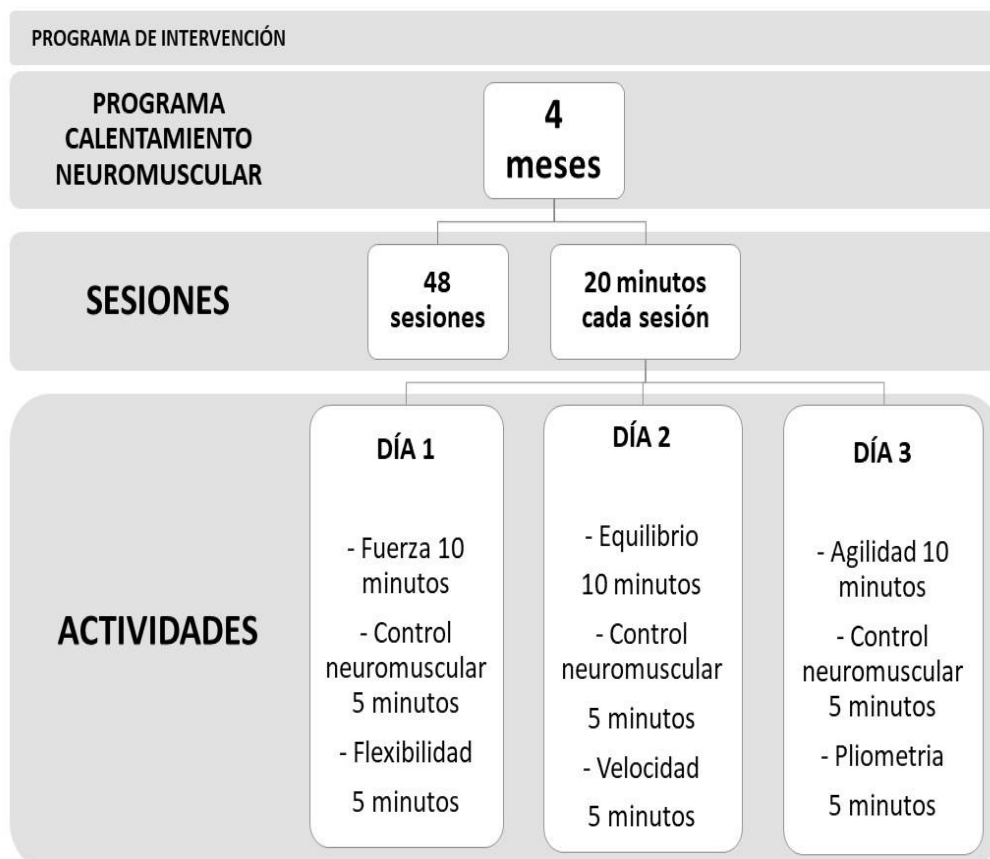 PROGRAMA DE INTERVENCIÓN
PROGRAMA
CALENTAMIENTO
NEUROMUSCULAR
4
meses
SESIONES
48
sesiones
20 minutos
cada sesión
ACTIVIDADES
DÍA 1
- Fuerza 10
minutos
- Control
neuromuscular
5 minutos
- Flexibilidad
5 minutos
DÍA 2
- Equilibrio
10 minutos
- Control
neuromuscular
5 minutos
- Velocidad
5 minutos
DÍA 3
- Agilidad 10
minutos
- Control
neuromuscular
5 minutos
- Pliometria
5 minutos